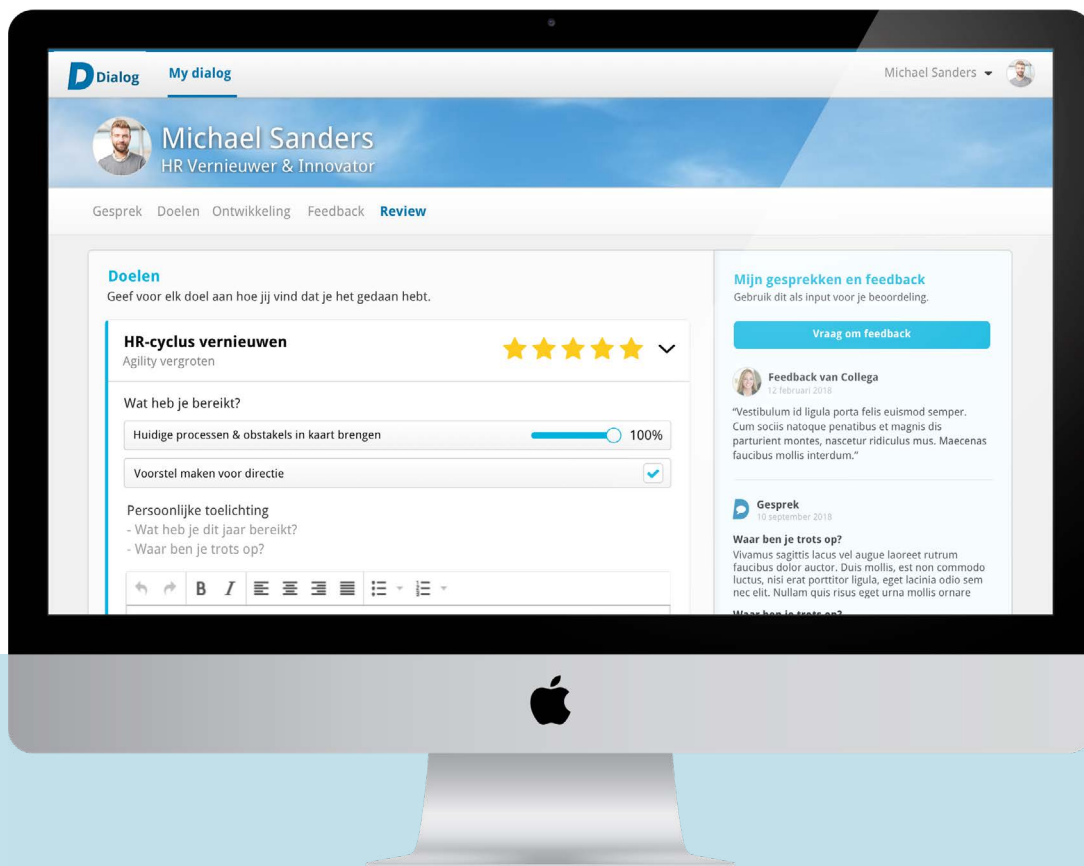 Dialog
My dialog
Michael Sanders
Michael Sanders
HR Vernieuwer & Innovator
Gesprek Doelen Ontwikkeling Feedback Review
Doelen
Geef voor elk doel aan hoe jij vind dat je het gedaan hebt.
HR-cyclus vernieuwen
Agility vergroten
Wat heb je bereikt?
Huidige processen & obstakels in kaart brengen 100%
Voorstel maken voor directie
Persoonlijke toelichting
- Wat heb je dit jaar bereikt?
- Waar ben je trots op?
B I
Mijn gesprekken en feedback
Gebruik dit als input voor je beoordeling.
Vraag om feedback
Feedback van Collega
12 februari 2018
“Vestibulum id ligula porta felis euismod semper.
Cum sociis natoque penatibus et magnis dis
parturient montes, nascetur ridiculus mus. Maecenas
faucibus mollis interdum.”
Gesprek
10 september 2018
Waar ben je trots op?
Vivamus sagittis lacus vel augue laoreet rutrum
faucibus dolor auctor. Duis mollis, est non commodo
luctus, nisi erat porttitor ligula, eget lacinia odio sem
nec elit. Nullam quis risus eget urna mollis ornare
Waar ben je trots op?